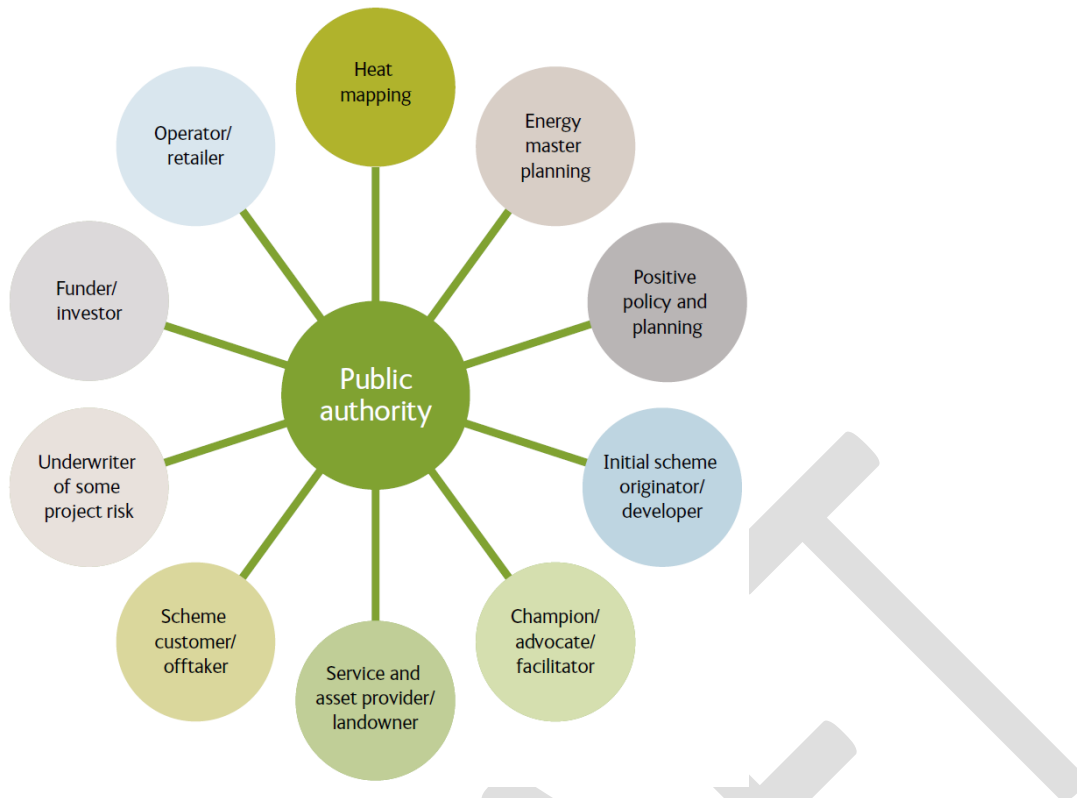 Heat
mapping
Energy
master
planning
Positive
policy and
planning
Initial scheme
originator/
developer
Champion/
advocate/
facilitator
Service and
asset provider/
landowner
Scheme
customer/
offtaker
Underwriter
of some
project risk
Funder/
investor
Operator/
retailer
Public
authority